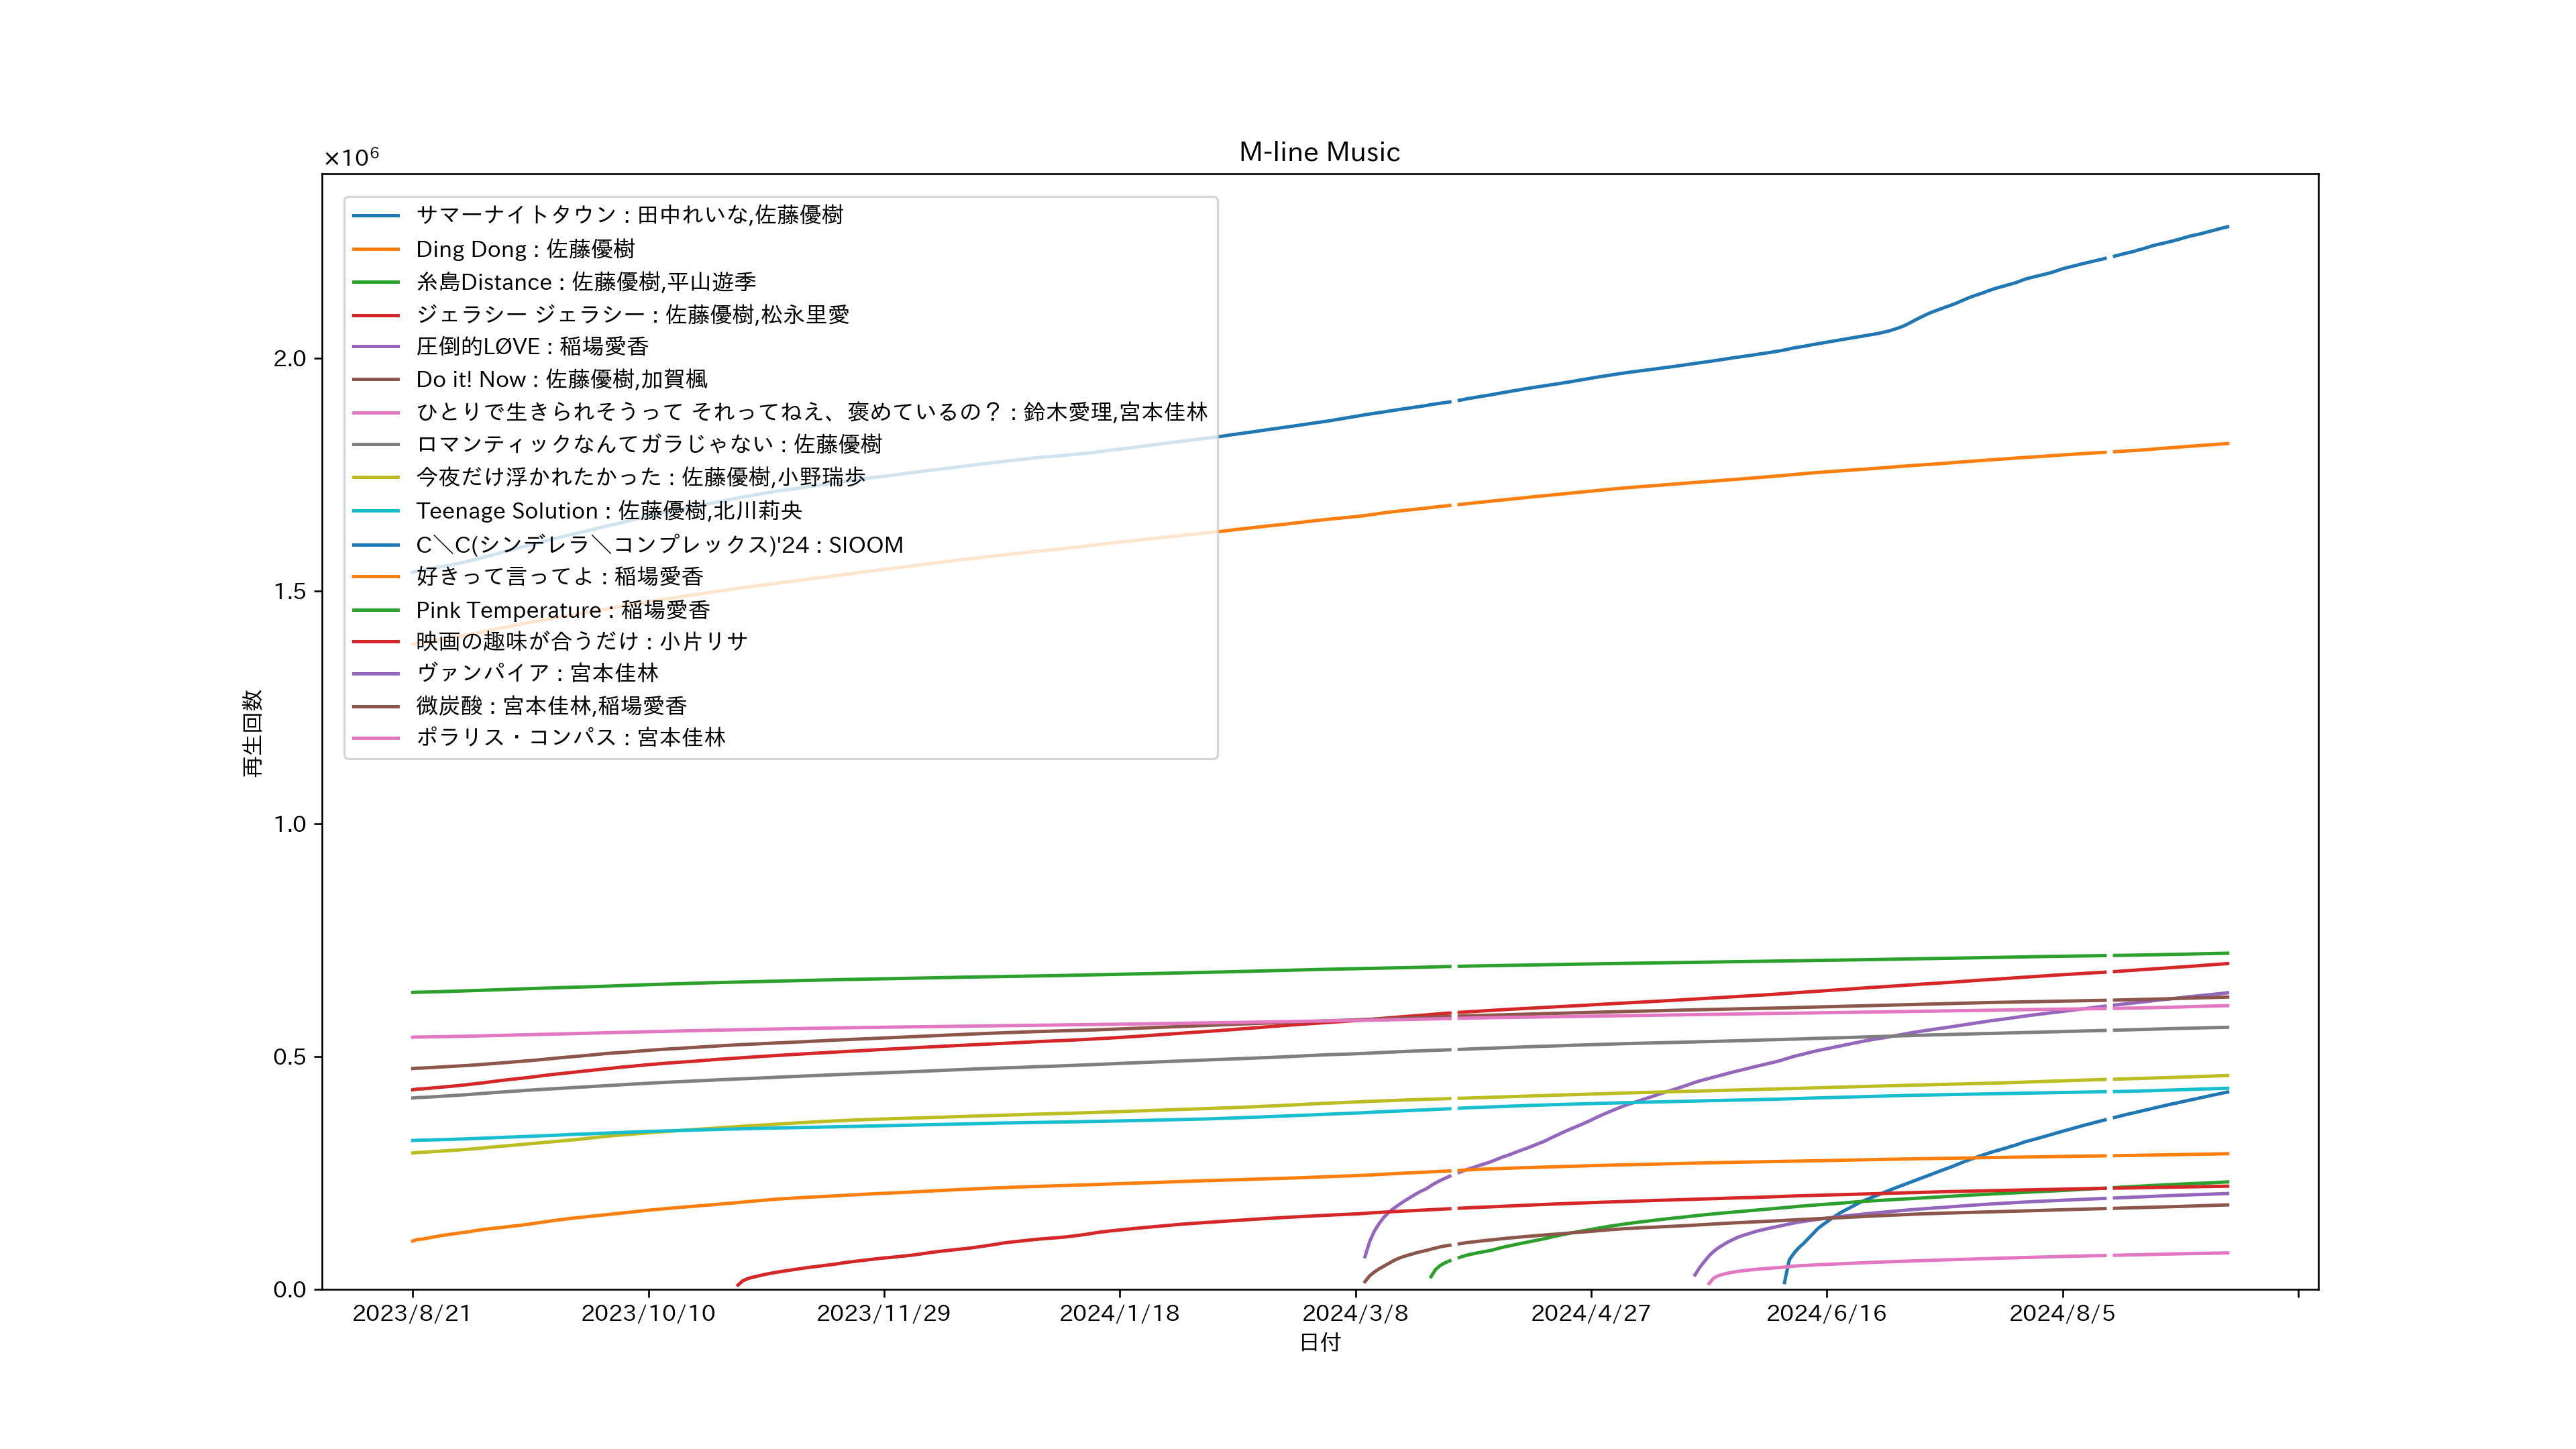 M-line Music
×10⁶
サマーナイトタウン : 田中れいな,佐藤優樹
Ding Dong : 佐藤優樹
糸島Distance : 佐藤優樹,平山遊季
ジェラシー ジェラシー : 佐藤優樹,松永里愛
圧倒的LØVE : 稲場愛香
Do it! Now : 佐藤優樹,加賀楓
ひとりで生きられそうって それってねえ、褒めているの? : 鈴木愛理,宮本佳林
ロマンティックなんてガラじゃない : 佐藤優樹
今夜だけ浮かれたかった : 佐藤優樹,小野瑞歩
Teenage Solution : 佐藤優樹,北川莉央
C＼C(シンデレラ＼コンプレックス)'24 : SIOOM
好きって言ってよ : 稲場愛香
Pink Temperature : 稲場愛香
映画の趣味が合うだけ : 小片リサ
ヴァンパイア : 宮本佳林
微炭酸 : 宮本佳林,稲場愛香
ポラリス・コンパス : 宮本佳林
2.0
1.5
1.0
0.5
0.0
再生回数
2023/8/21 2023/10/10 2023/11/29 2024/1/18 2024/3/8 2024/4/27 2024/6/16 2024/8/5
日付